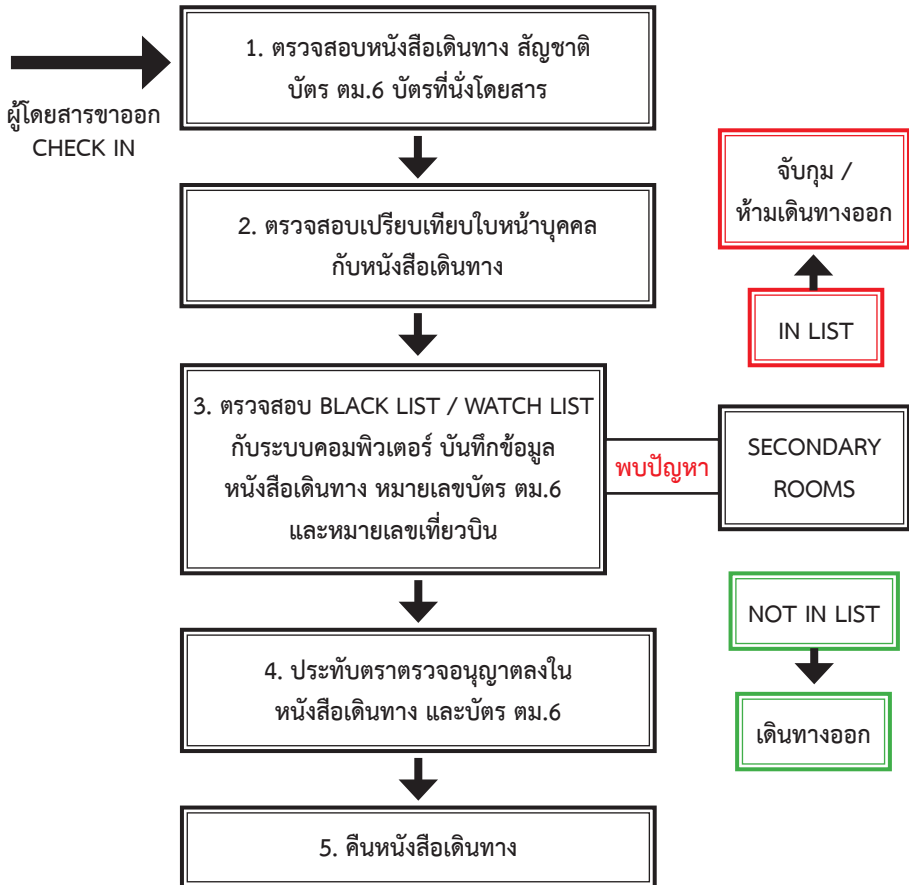 ผู้โดยสารขาออก
CHECK IN
1. ตรวจสอบหนังสือเดินทาง สัญชาติ
บัตร ตม.6 บัตรที่นั่งโดยสาร
2. ตรวจสอบเปรียบเทียบใบหน้าบุคคล
กับหนังสือเดินทาง
3. ตรวจสอบ BLACK LIST / WATCH LIST
กับระบบคอมพิวเตอร์ บันทึกข้อมูล
หนังสือเดินทาง หมายเลขบัตร ตม.6
และหมายเลขเที่ยวบิน
พบปัญหา
SECONDARY
ROOMS
จับกุม /
ห้ามเดินทางออก
IN LIST
NOT IN LIST
เดินทางออก
4. ประทับตราตรวจอนุญาตลงใน
หนังสือเดินทาง และบัตร ตม.6
5. คืนหนังสือเดินทาง